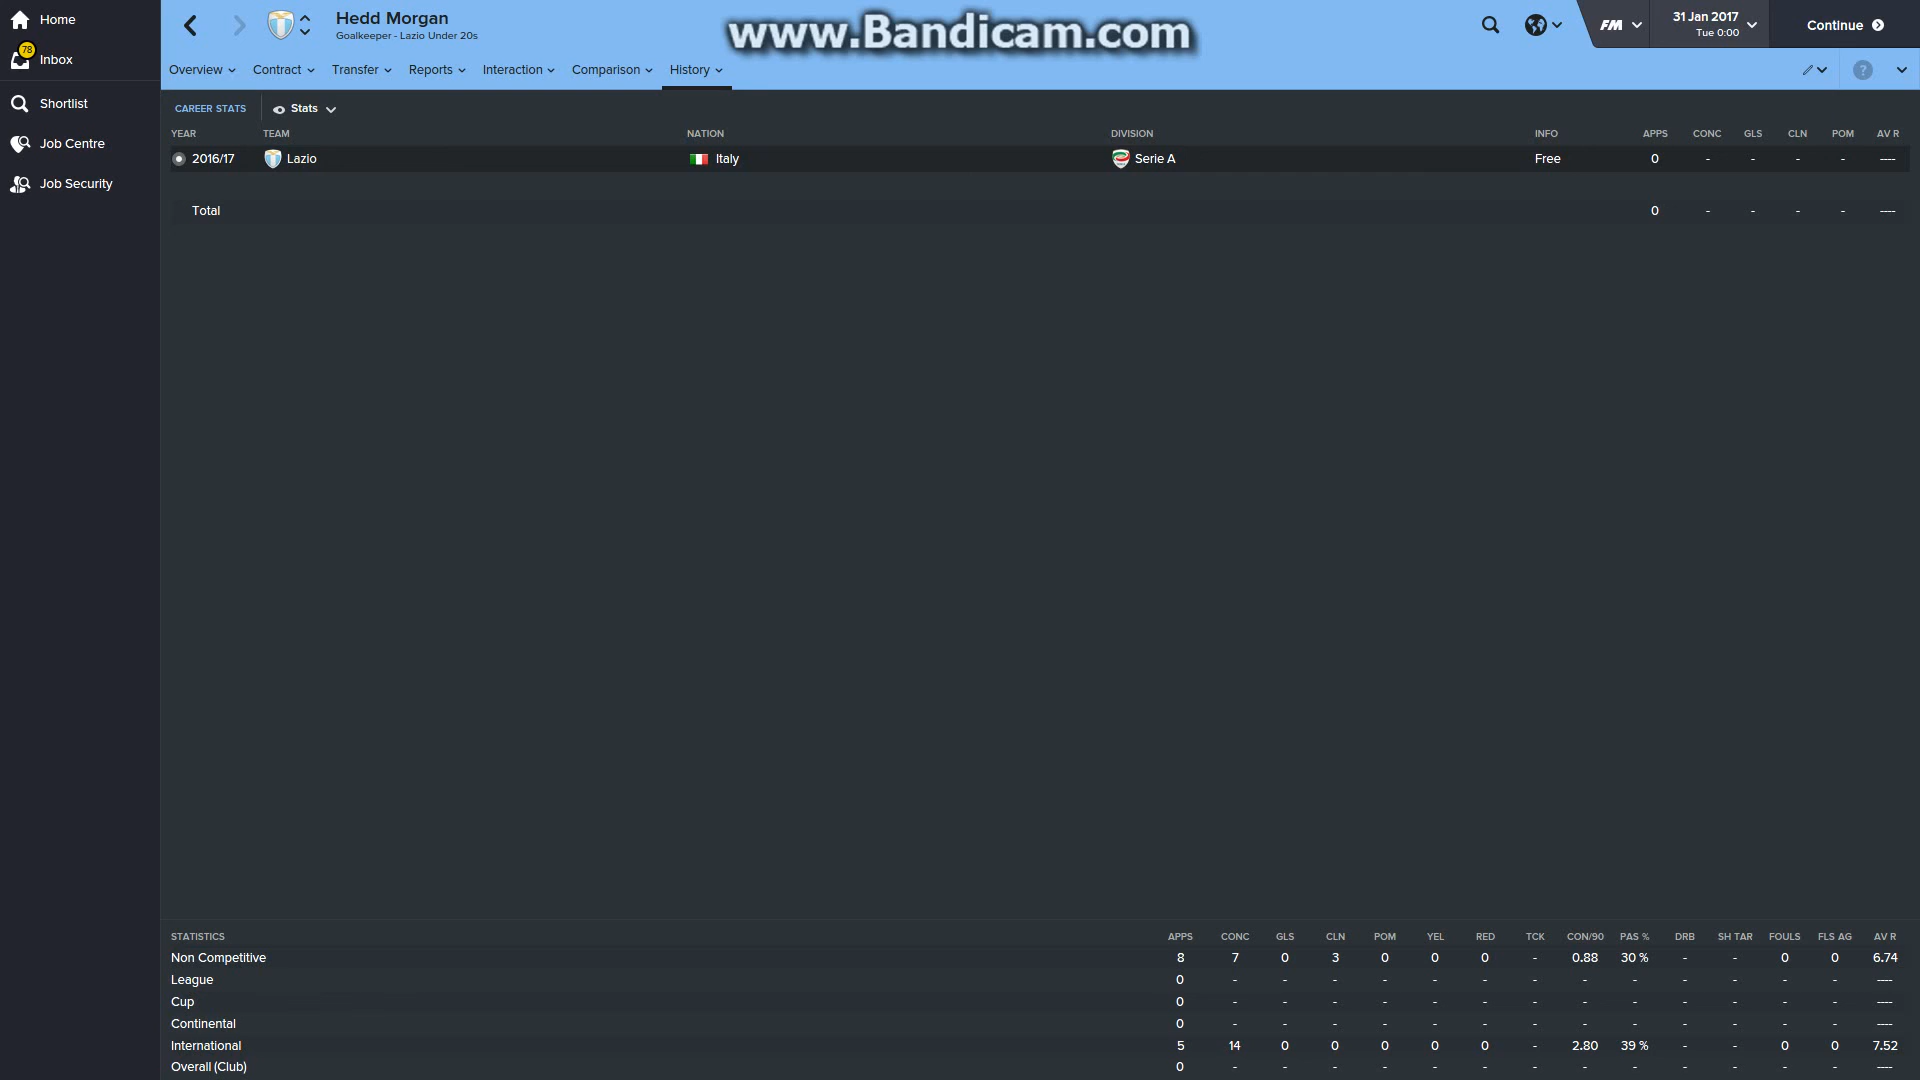 Home
Hedd Morgan
Goalkeeper - Lazio Under 20s
www.Bandicam.com
FM
31 Jan 2017
Tue 0:00
Continue
78
Inbox
Overview Contract Transfer Reports Interaction Comparison History
?
Shortlist
Job Centre
Job Security
CAREER STATS Stats
YEAR TEAM NATION DIVISION INFO APPS CONC GLS CLN POM AV R
2016/17 Lazio Italy Serie A Free 0 - - - - ----
Total 0 - - - - ----
STATISTICS APPS CONC GLS CLN POM YEL RED TCK CON/90 PAS % DRB SH TAR FOULS FLS AG AV R
Non Competitive 8 7 0 3 0 0 0 - 0.88 30 % - - 0 0 6.74
League 0 - - - - - - - - - - - - - ----
Cup 0 - - - - - - - - - - - - - ----
Continental 0 - - - - - - - - - - - - - ----
International 5 14 0 0 0 0 0 - 2.80 39 % - - 0 0 7.52
Overall (Club) 0 - - - - - - - - - - - - - ----